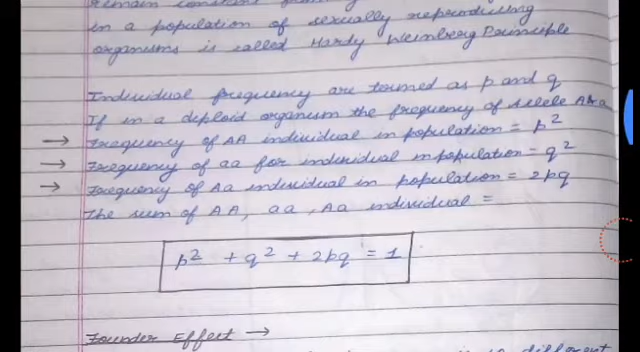 remain constant
in a population of sexually reproducing
organisms is called Hardy Weinberg Principle
Individual frequency are termed as p and q
If in a diploid organism the frequency of allele A & a
→ Frequency of AA individual in population = p²
→ Frequency of aa for individual in population = q²
→ Frequency of Aa individual in population = 2pq
The sum of AA, aa, Aa individual =
p² + q² + 2pq = 1
Founder Effect →
different